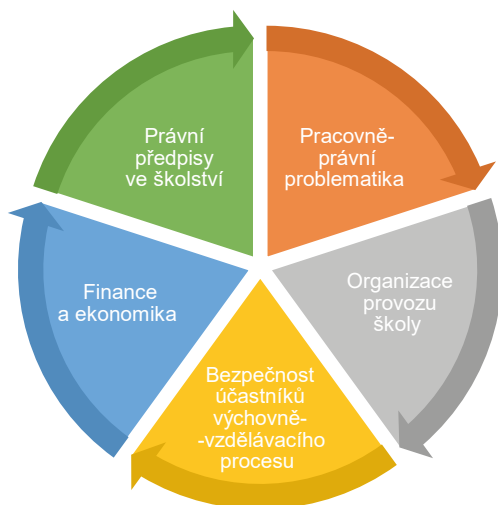 Právní
předpisy
ve školství
Pracovně-
právní
problematika
Organizace
provozu
školy
Bezpečnost
účastníků
výchovně-
-vzdělávacího
procesu
Finance
a ekonomika